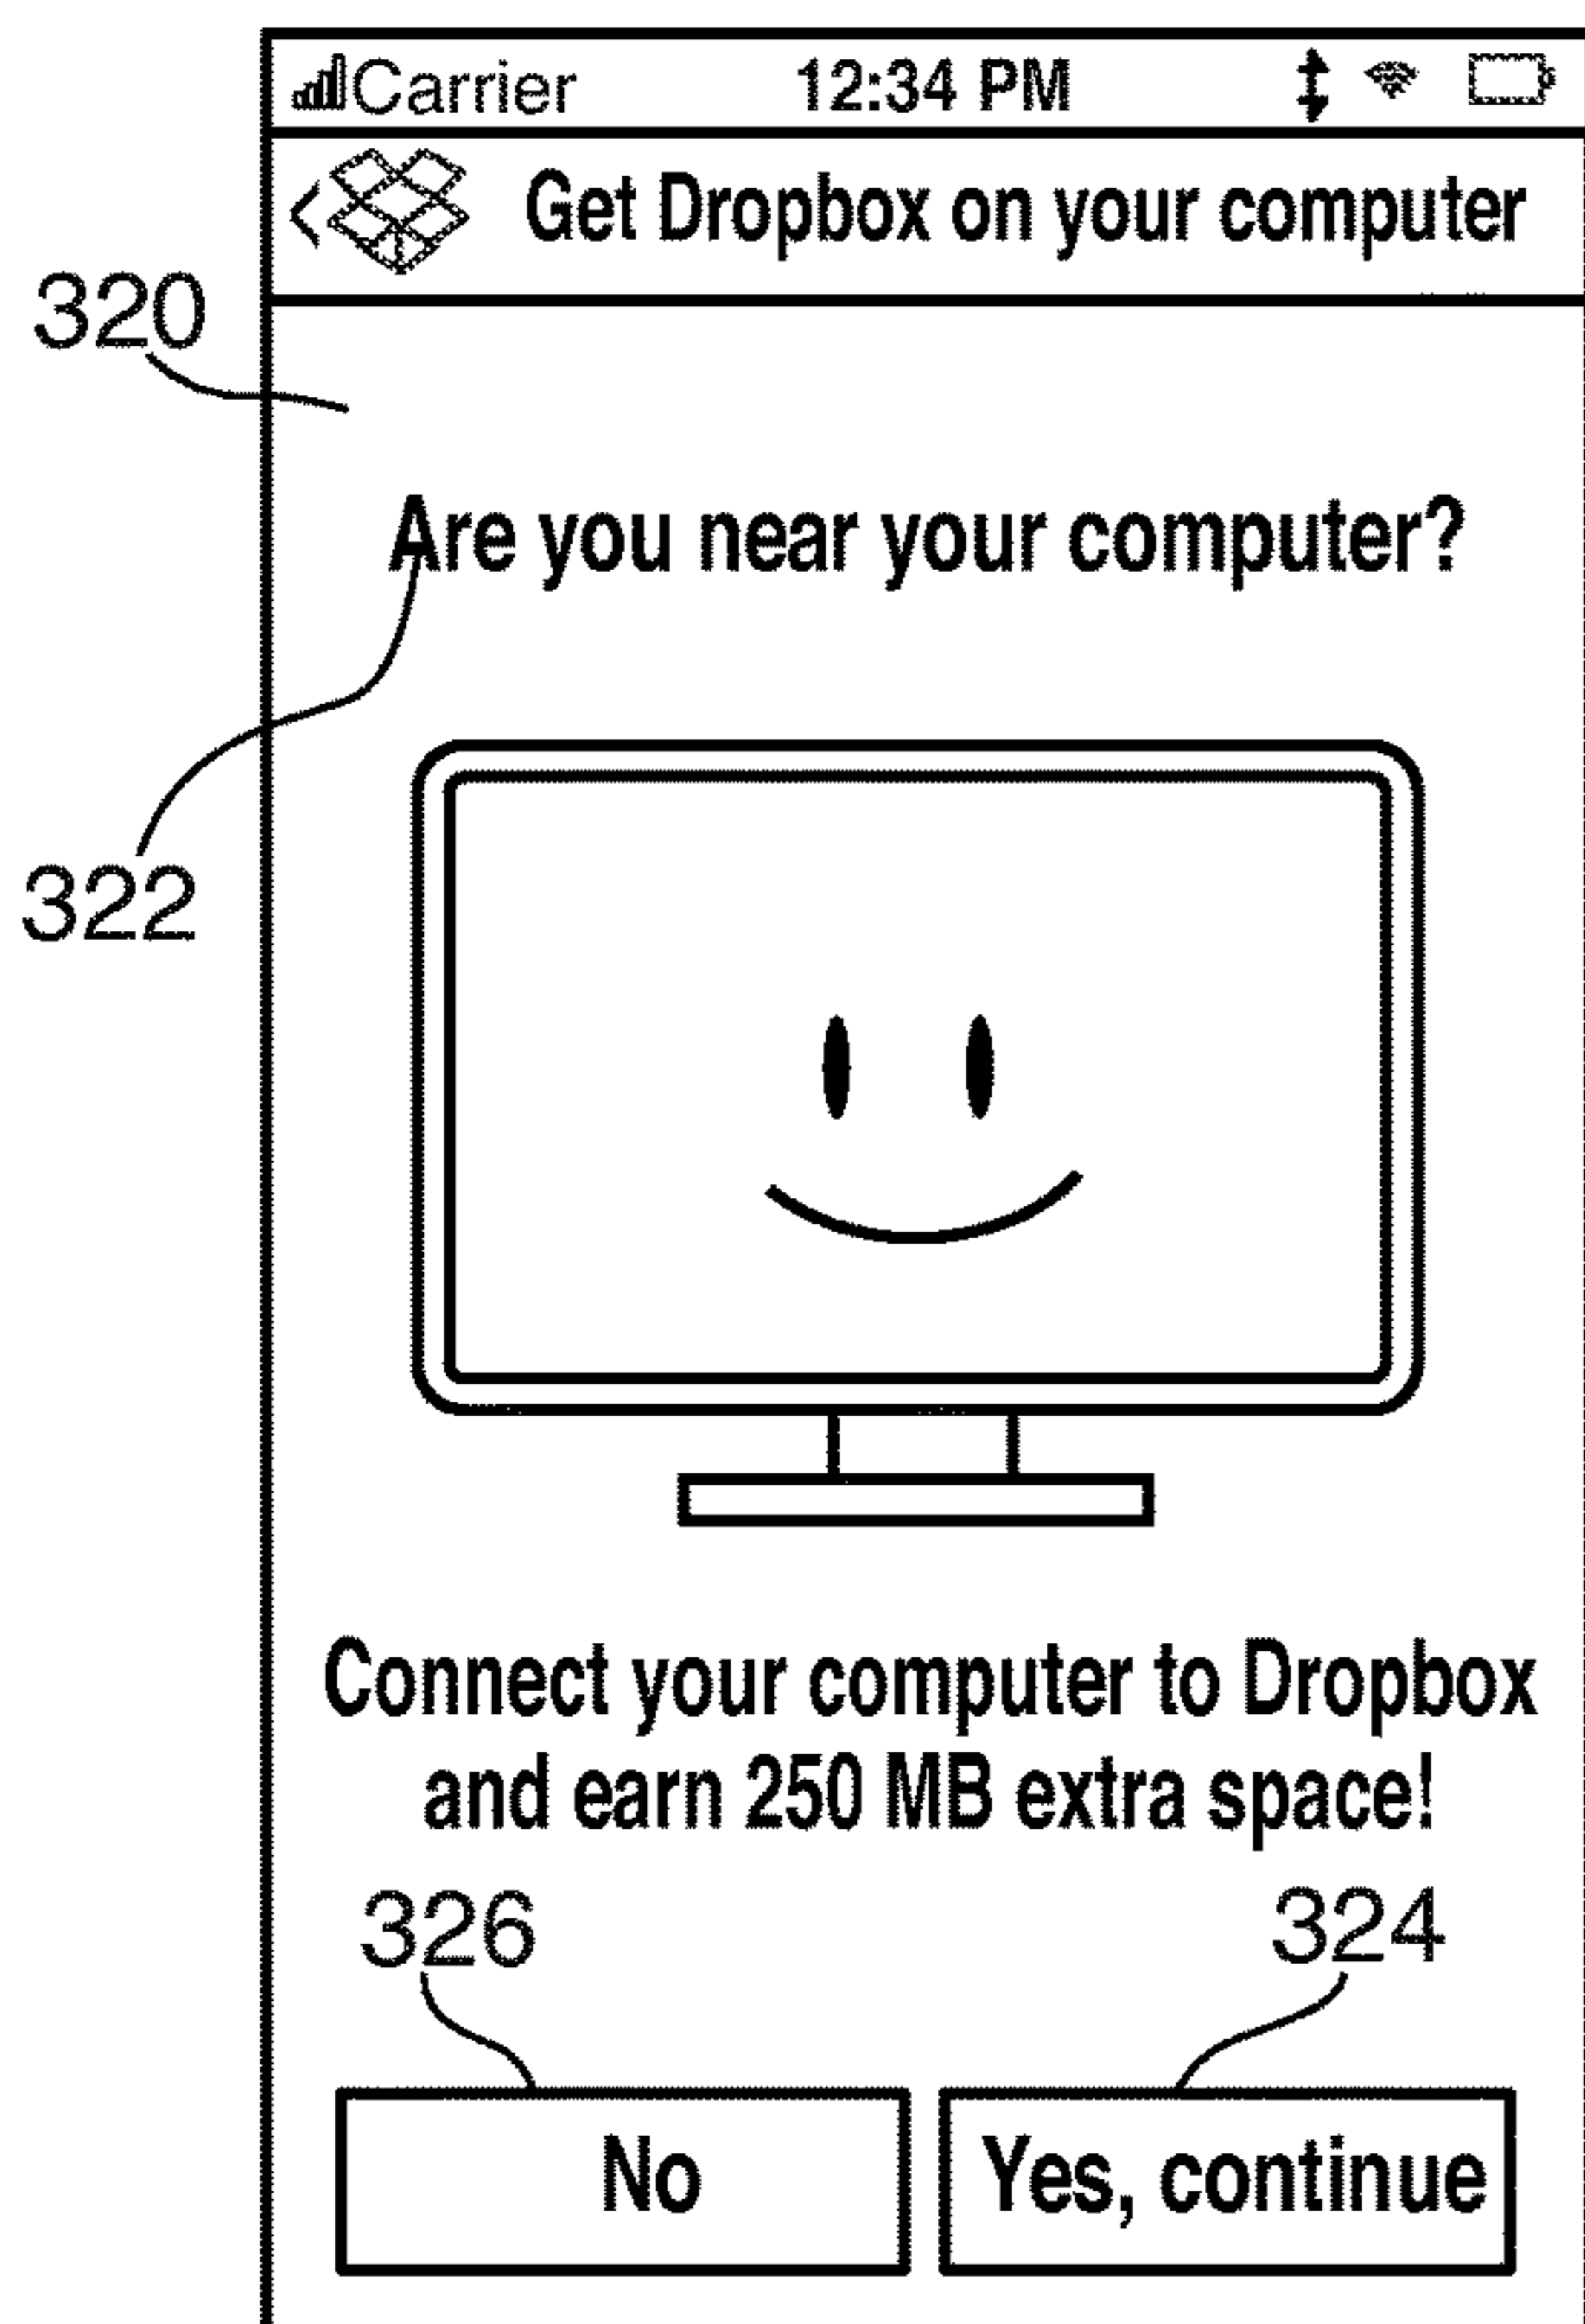 Carrier 12:34 PM
Get Dropbox on your computer
320
Are you near your computer?
322
Connect your computer to Dropbox
and earn 250 MB extra space!
326 324
No Yes, continue